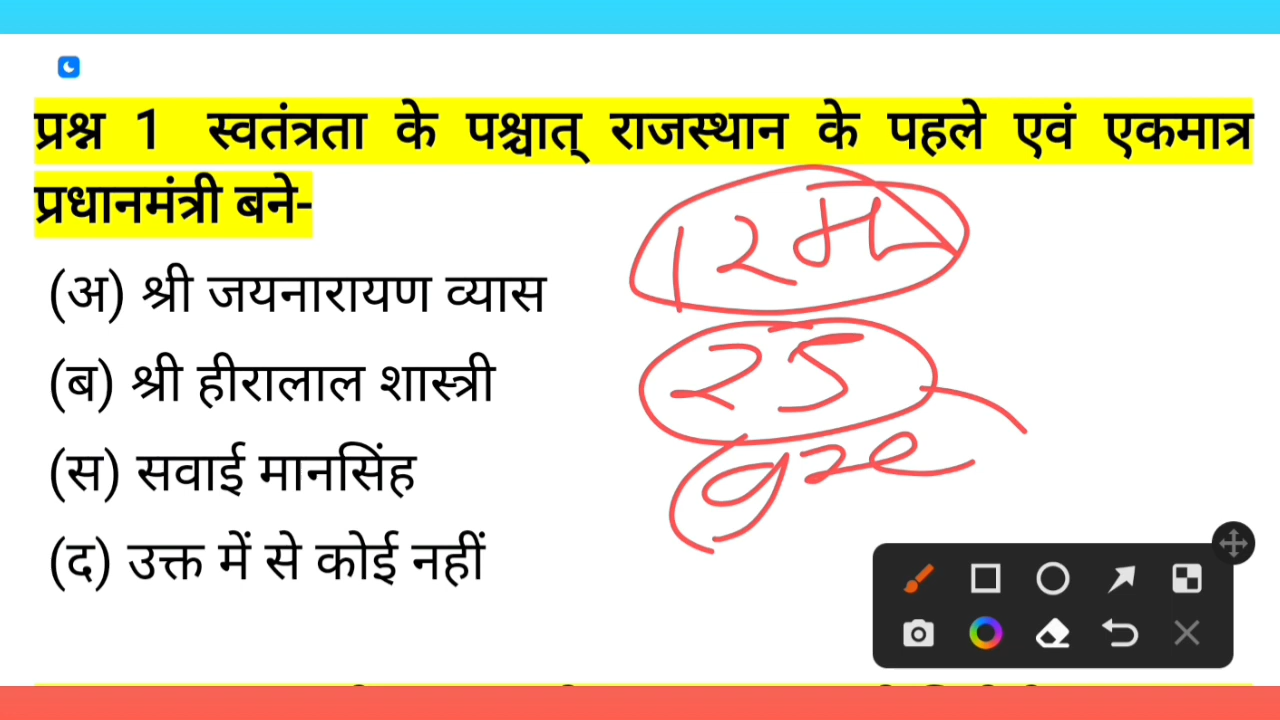 प्रश्न 1 स्वतंत्रता के पश्चात् राजस्थान के पहले एवं एकमात्र
प्रधानमंत्री बने-
(अ) श्री जयनारायण व्यास
(ब) श्री हीरालाल शास्त्री
(स) सवाई मानसिंह
(द) उक्त में से कोई नहीं
25